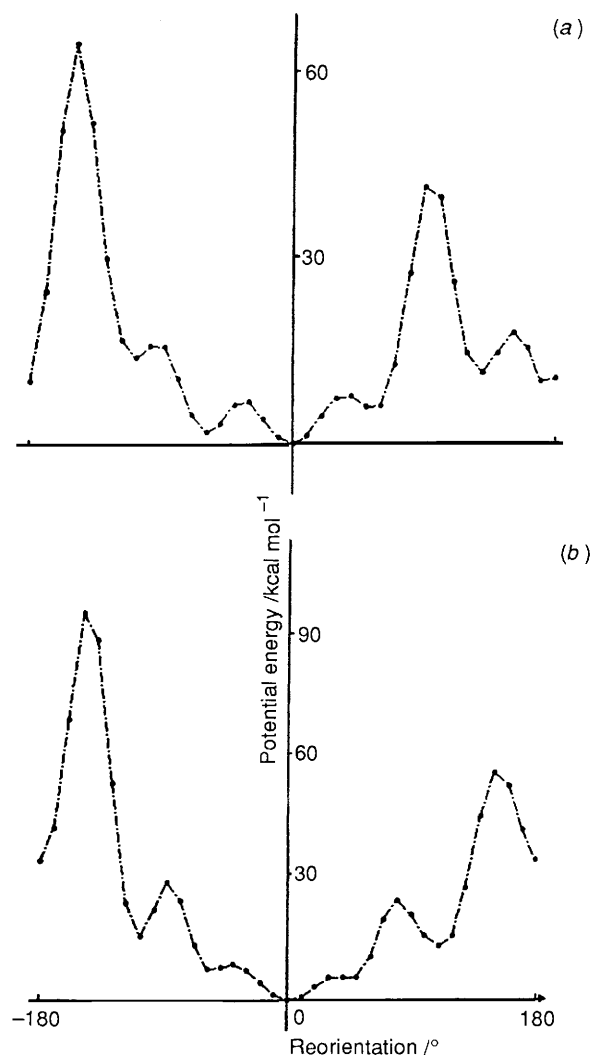 (a)
60
30
(b)
Potential energy /kcal mol⁻¹
90
60
30
-180
0
180
Reorientation /°